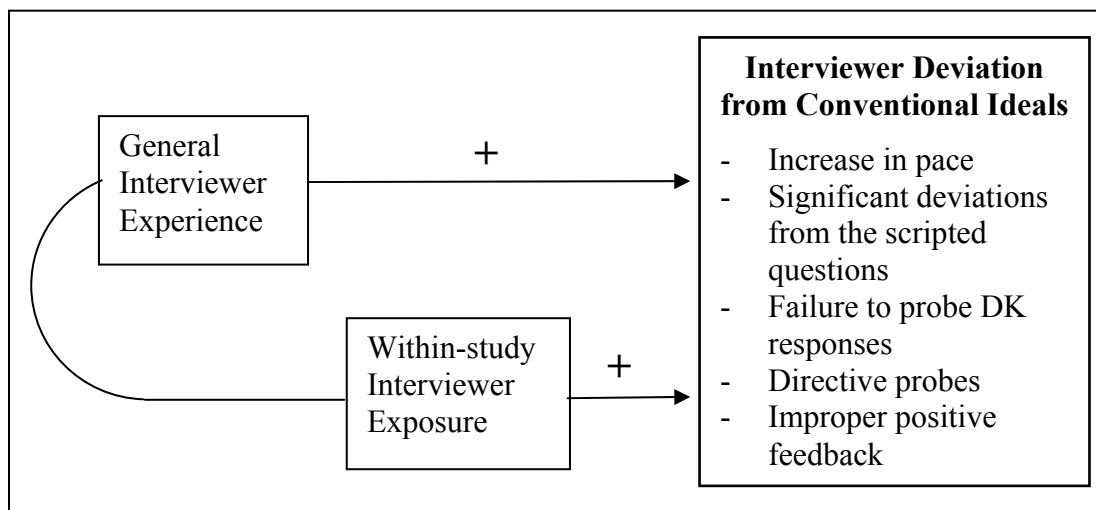 General
Interviewer
Experience
+
Within-study
Interviewer
Exposure
+
Interviewer Deviation
from Conventional Ideals
- Increase in pace
- Significant deviations
from the scripted
questions
- Failure to probe DK
responses
- Directive probes
- Improper positive
feedback